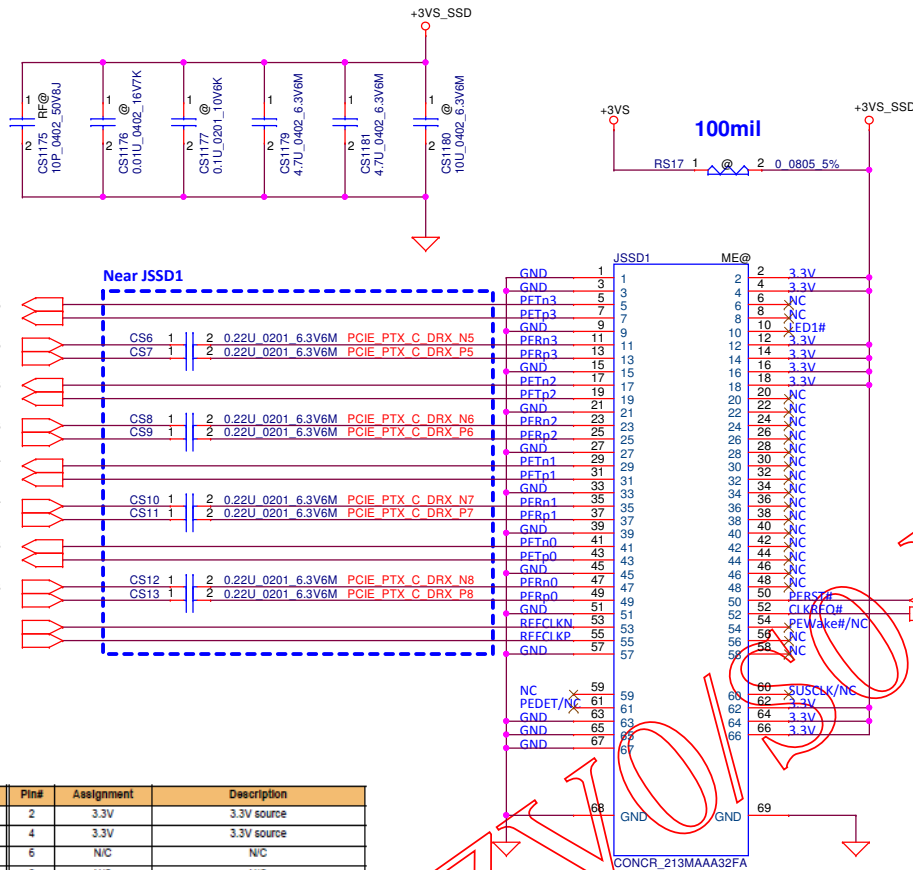 +3VS_SSD
1 RF@ 2 CS1175 10P_0402_50V8J
1 @ 2 CS1176 0.01U_0402_16V7K
1 @ 2 CS1177 0.1U_0201_10V6K
1 2 CS1179 4.7U_0402_6.3V6M
1 2 CS1181 4.7U_0402_6.3V6M
1 @ 2 CS1180 10U_0402_6.3V6M
+3VS
100mil
+3VS_SSD
RS17 1 @ 2 0_0805_5%
Near JSSD1
JSSD1 ME@
GND 1 1 2 2 3.3V
GND 3 3 4 4 3.3V
PETn3 5 5 6 6 NC
PETp3 7 7 8 8 NC
GND 9 9 10 10 LED1#
CS6 1 2 0.22U_0201_6.3V6M PCIE_PTX_C_DRX_N5 PERn3 11 11 12 12 3.3V
CS7 1 2 0.22U_0201_6.3V6M PCIE_PTX_C_DRX_P5 PERp3 13 13 14 14 3.3V
GND 15 15 16 16 3.3V
PETn2 17 17 18 18 3.3V
PETp2 19 19 20 20 NC
GND 21 21 22 22 NC
CS8 1 2 0.22U_0201_6.3V6M PCIE_PTX_C_DRX_N6 PERn2 23 23 24 24 NC
CS9 1 2 0.22U_0201_6.3V6M PCIE_PTX_C_DRX_P6 PERp2 25 25 26 26 NC
GND 27 27 28 28 NC
PETn1 29 29 30 30 NC
PETp1 31 31 32 32 NC
GND 33 33 34 34 NC
CS10 1 2 0.22U_0201_6.3V6M PCIE_PTX_C_DRX_N7 PERn1 35 35 36 36 NC
CS11 1 2 0.22U_0201_6.3V6M PCIE_PTX_C_DRX_P7 PERp1 37 37 38 38 NC
GND 39 39 40 40 NC
PETn0 41 41 42 42 NC
PETp0 43 43 44 44 NC
GND 45 45 46 46 NC
CS12 1 2 0.22U_0201_6.3V6M PCIE_PTX_C_DRX_N8 PERn0 47 47 48 48 NC
CS13 1 2 0.22U_0201_6.3V6M PCIE_PTX_C_DRX_P8 PERp0 49 49 50 50 PERST#
GND 51 51 52 52 CLKREQ#
REFCLKN 53 53 54 54 PEWake#/NC
REFCLKP 55 55 56 56 NC
GND 57 57 58 58 NC
NC 59 59 60 60 SUSCLK/NC
PEDET/NC 61 61 62 62 3.3V
GND 63 63 64 64 3.3V
GND 65 65 66 66 3.3V
GND 67 67
68 GND GND 69
CONCR_213MAAA32FA
Pin# Assignment Description
2 3.3V 3.3V source
4 3.3V 3.3V source
6 N/C N/C